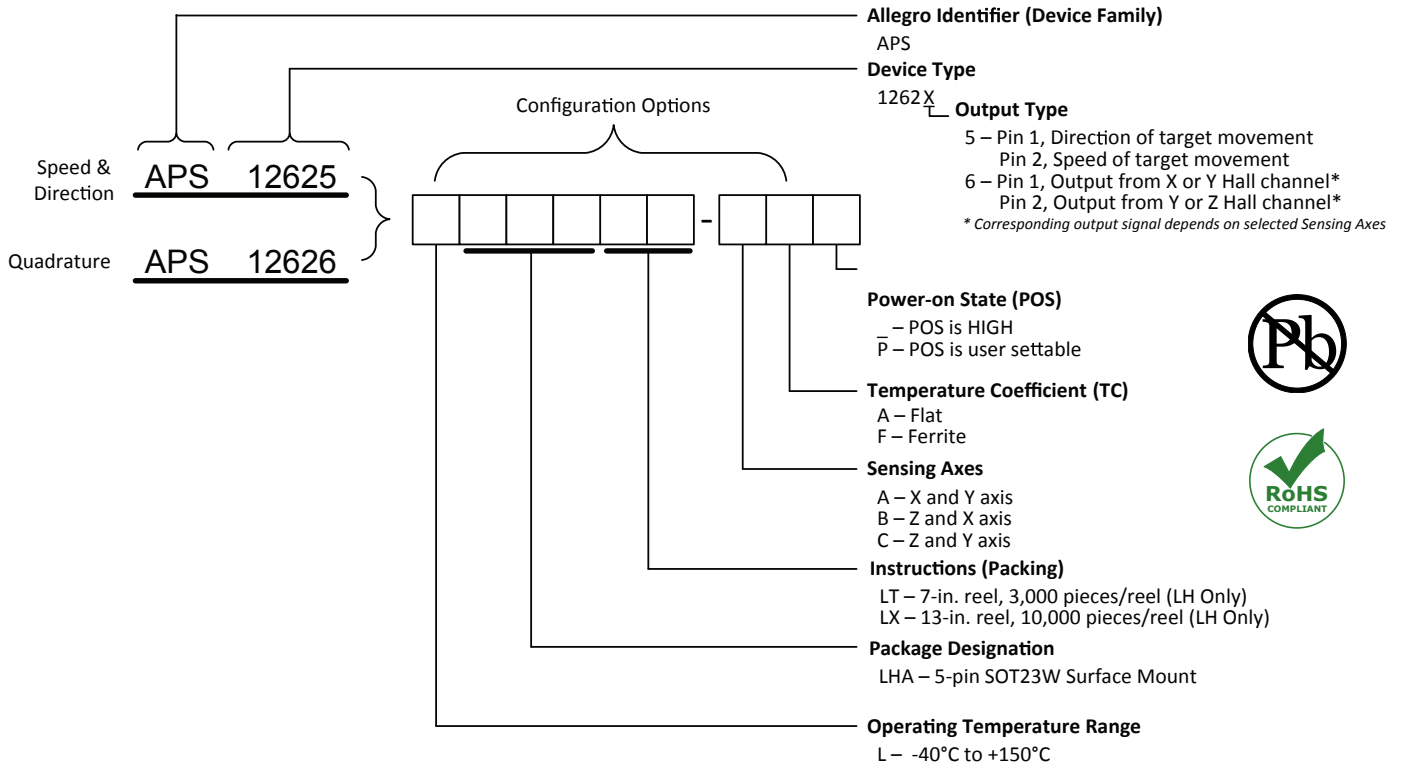 Allegro Identifier (Device Family)
APS
Device Type
1262X
Output Type
5 – Pin 1, Direction of target movement
Pin 2, Speed of target movement
6 – Pin 1, Output from X or Y Hall channel*
Pin 2, Output from Y or Z Hall channel*
* Corresponding output signal depends on selected Sensing Axes
Configuration Options
Speed &
Direction
APS 12625
-
Quadrature APS 12626
Power-on State (POS)
_ – POS is HIGH
P – POS is user settable
Temperature Coefficient (TC)
A – Flat
F – Ferrite
Sensing Axes
A – X and Y axis
B – Z and X axis
C – Z and Y axis
Instructions (Packing)
LT – 7-in. reel, 3,000 pieces/reel (LH Only)
LX – 13-in. reel, 10,000 pieces/reel (LH Only)
Package Designation
LHA – 5-pin SOT23W Surface Mount
Operating Temperature Range
L – -40°C to +150°C
Pb
RoHS
COMPLIANT